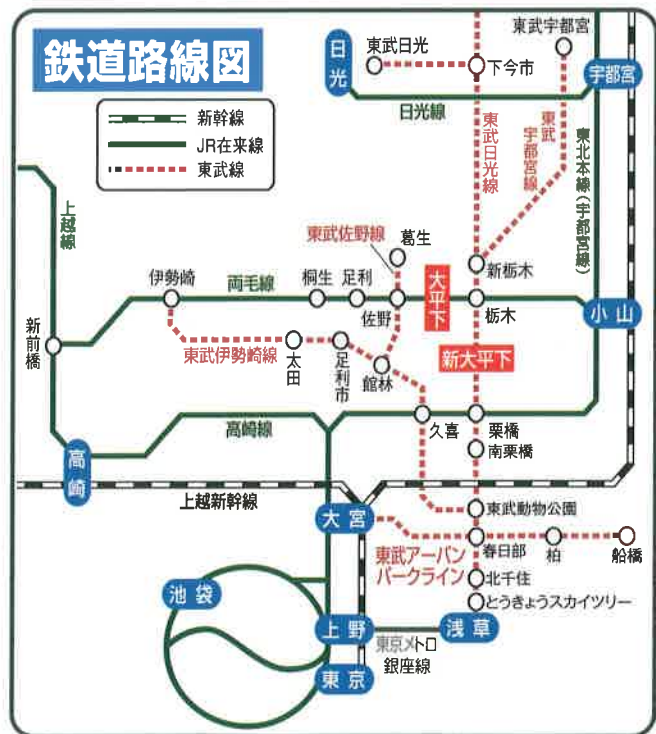 鉄道路線図
新幹線
JR在来線
東武線
日光
東武日光
下今市
東武宇都宮
宇都宮
日光線
東武日光線
東武
宇都宮線
東北本線(宇都宮線)
上越線
東武佐野線
葛生
新栃木
伊勢崎
両毛線
桐生
足利
佐野
大平下
栃木
小山
新前橋
東武伊勢崎線
太田
足利市
館林
新大平下
高崎線
久喜
栗橋
南栗橋
高崎
上越新幹線
大宮
東武動物公園
東武アーバン
パークライン
春日部
柏
船橋
北千住
とうきょうスカイツリー
池袋
上野
東京メトロ
銀座線
浅草
東京